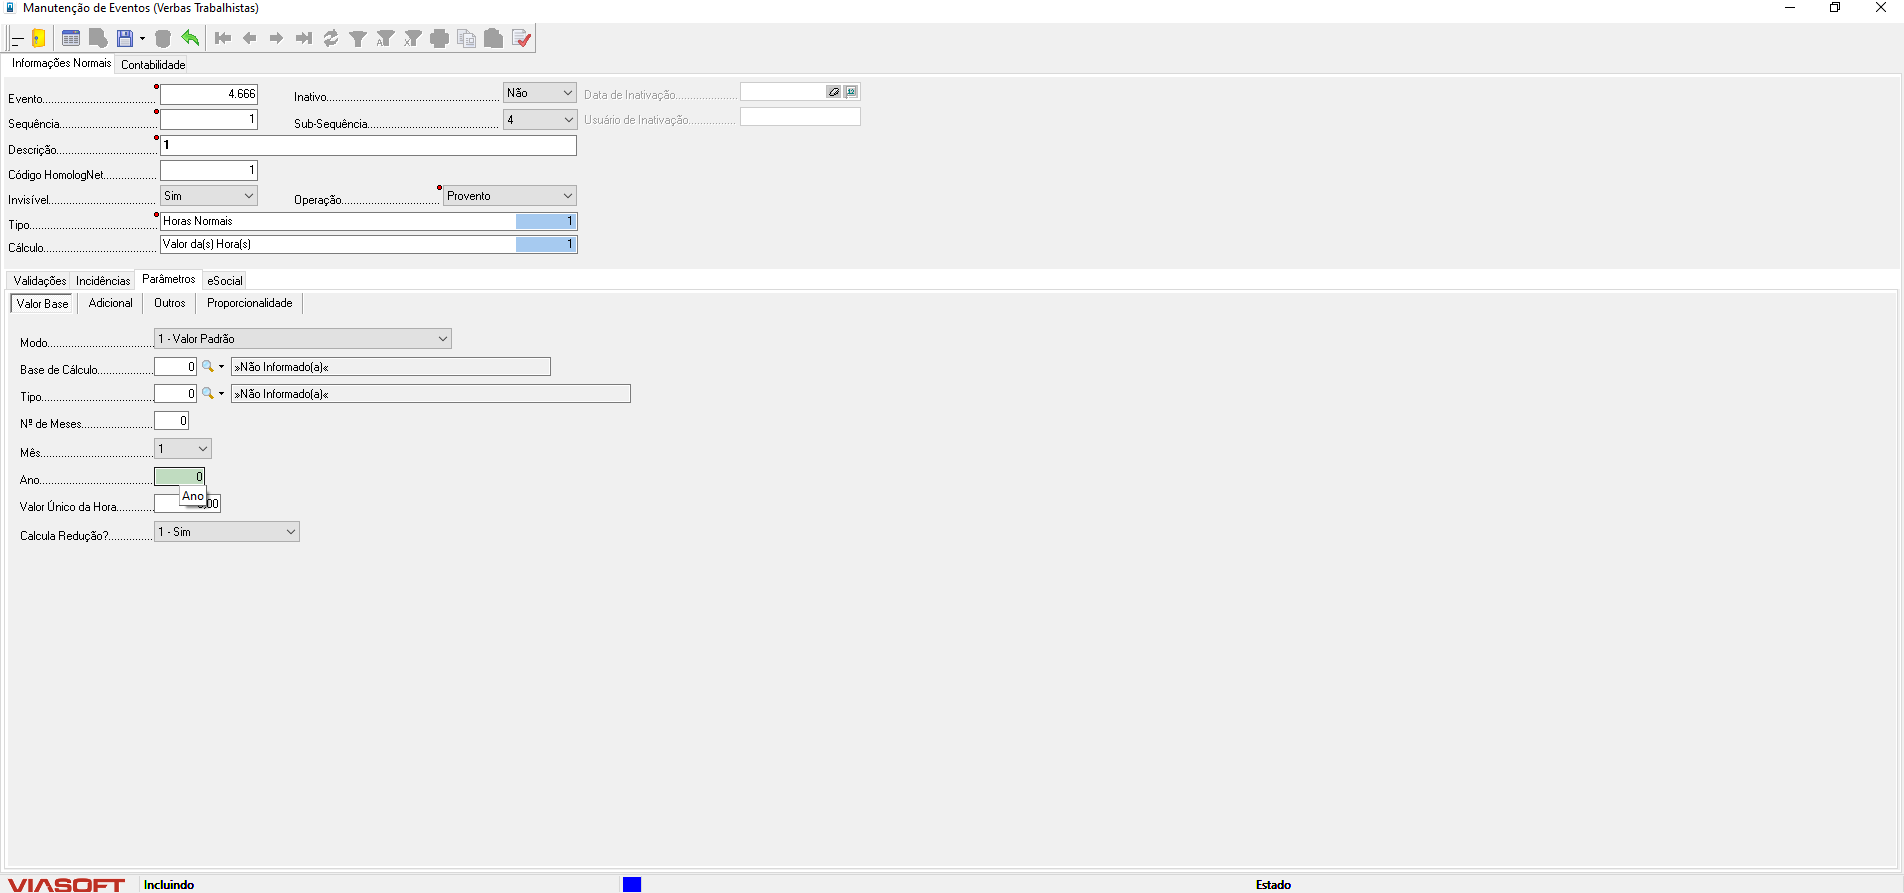 Manutenção de Eventos (Verbas Trabalhistas)
Informações Normais Contabilidade
Evento 4.666 Inativo Não Data de Inativação
Sequência 1 Sub-Sequência 4 Usuário de Inativação
Descrição 1
Código HomologNet 1
Invisível Sim Operação Provento
Tipo Horas Normais 1
Cálculo Valor da(s) Hora(s) 1
Validações Incidências Parâmetros eSocial
Valor Base Adicional Outros Proporcionalidade
Modo 1 - Valor Padrão
Base de Cálculo 0 »Não Informado(a)«
Tipo 0 »Não Informado(a)«
Nº de Meses 0
Mês 1
Ano 0
Ano
Valor Único da Hora ,00
Calcula Redução? 1 - Sim
VIASOFT Incluindo Estado